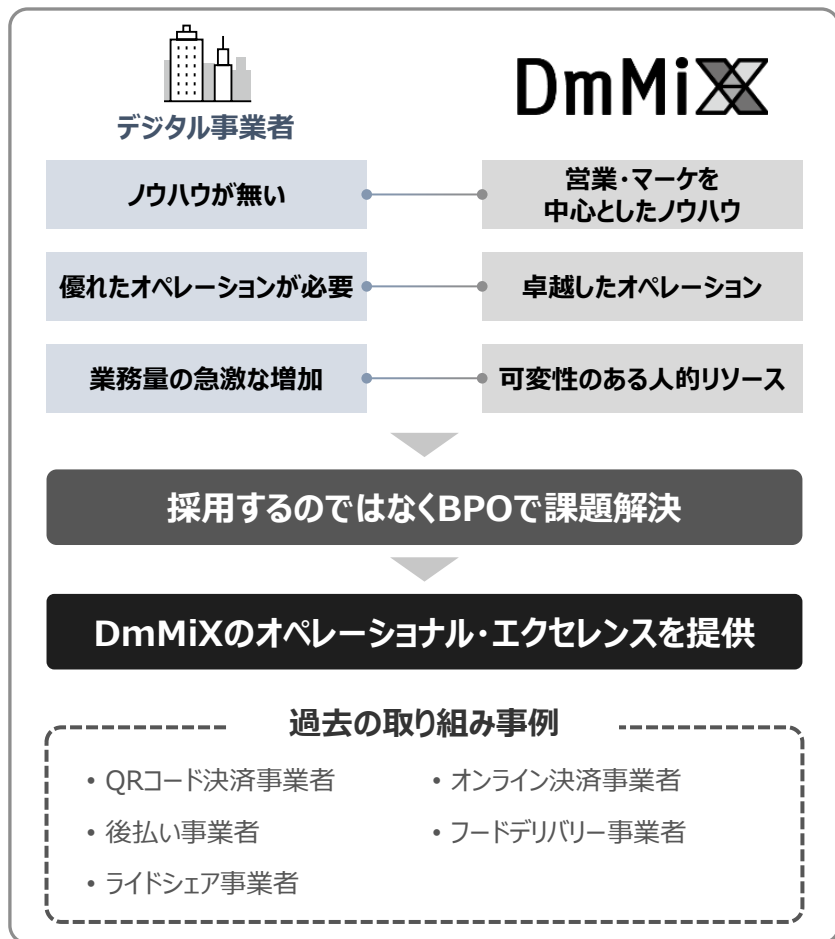 デジタル事業者
DmMiX
ノウハウが無い
営業・マーケを
中心としたノウハウ
優れたオペレーションが必要
卓越したオペレーション
業務量の急激な増加
可変性のある人的リソース
採用するのではなくBPOで課題解決
DmMiXのオペレーショナル・エクセレンスを提供
過去の取り組み事例
・QRコード決済事業者
・オンライン決済事業者
・後払い事業者
・フードデリバリー事業者
・ライドシェア事業者